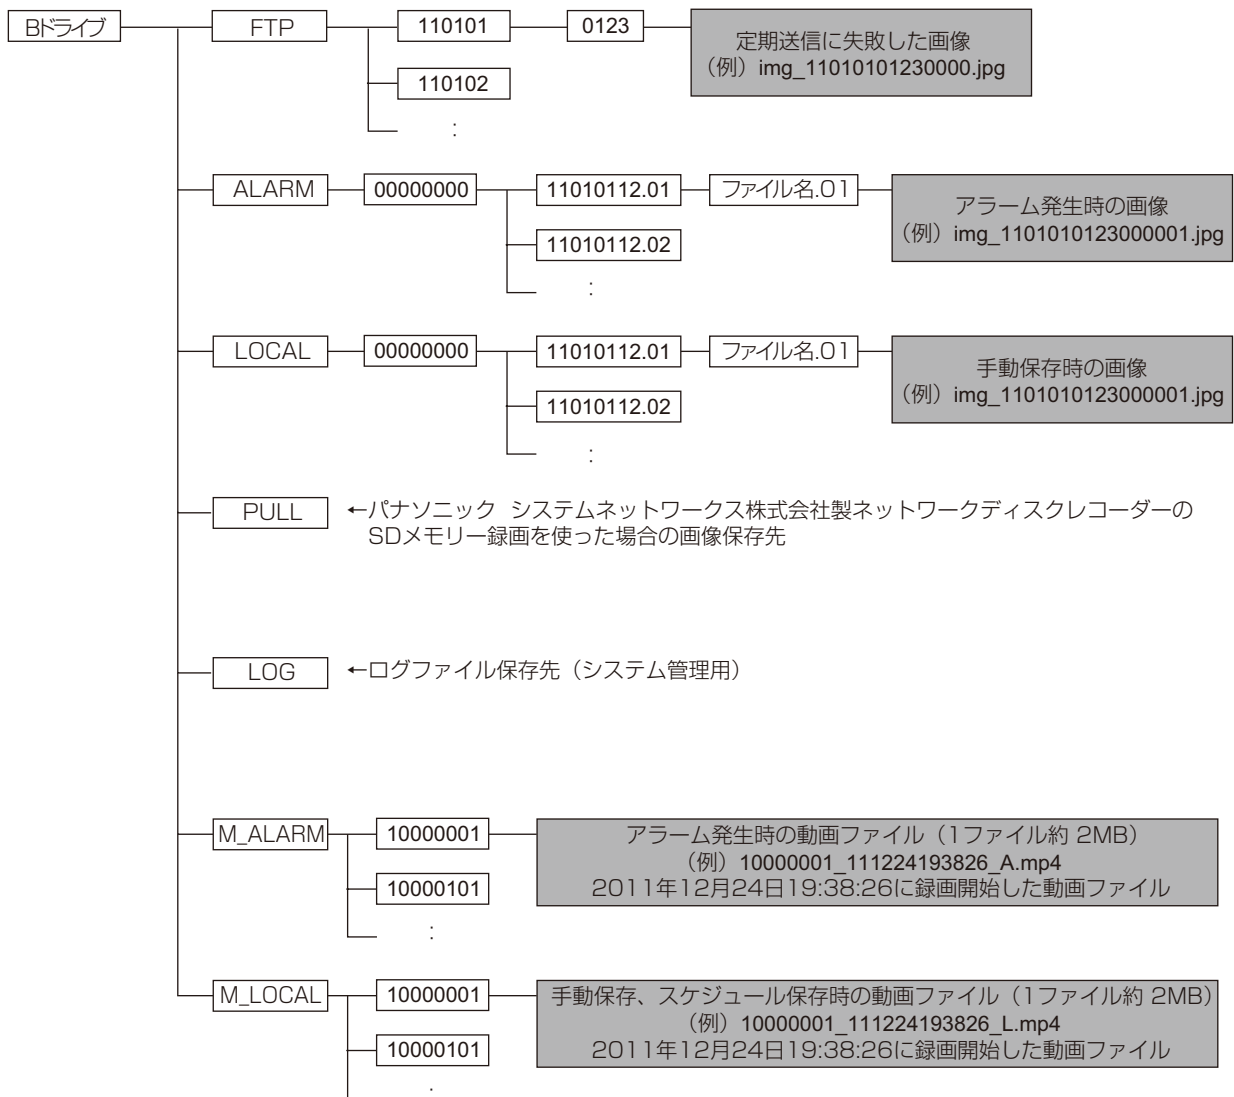 Bドライブ
FTP
110101
0123
定期送信に失敗した画像
（例）img_11010101230000.jpg
110102
:
ALARM
00000000
11010112.01
ファイル名.01
アラーム発生時の画像
（例）img_1101010123000001.jpg
11010112.02
:
LOCAL
00000000
11010112.01
ファイル名.01
手動保存時の画像
（例）img_1101010123000001.jpg
11010112.02
:
PULL
←パナソニック システムネットワークス株式会社製ネットワークディスクレコーダーの
SDメモリー録画を使った場合の画像保存先
LOG
←ログファイル保存先（システム管理用）
M_ALARM
10000001
アラーム発生時の動画ファイル（1ファイル約 2MB）
（例）10000001_111224193826_A.mp4
2011年12月24日19:38:26に録画開始した動画ファイル
10000101
:
M_LOCAL
10000001
手動保存、スケジュール保存時の動画ファイル（1ファイル約 2MB）
（例）10000001_111224193826_L.mp4
2011年12月24日19:38:26に録画開始した動画ファイル
10000101
: